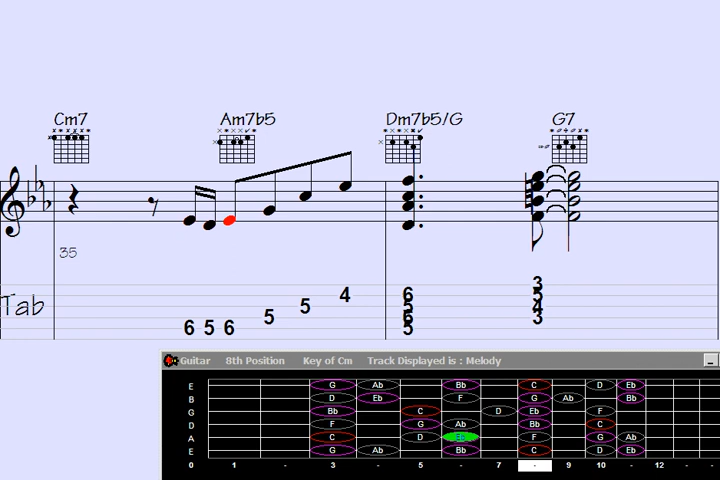 Cm7 Am7b5 Dm7b5/G G7
35
Tab
6 5 6 5 5 4 6 5 6 5 3 5 4 3
Guitar 8th Position Key of Cm Track Displayed is : Melody
E G Ab Bb C D Eb
B D Eb F G Ab Bb
G Bb C D Eb F
D F G Ab Bb C
A C D Eb F G Ab
E G Ab Bb C D Eb
0 1 - 3 - 5 - 7 - 9 10 - 12 - -